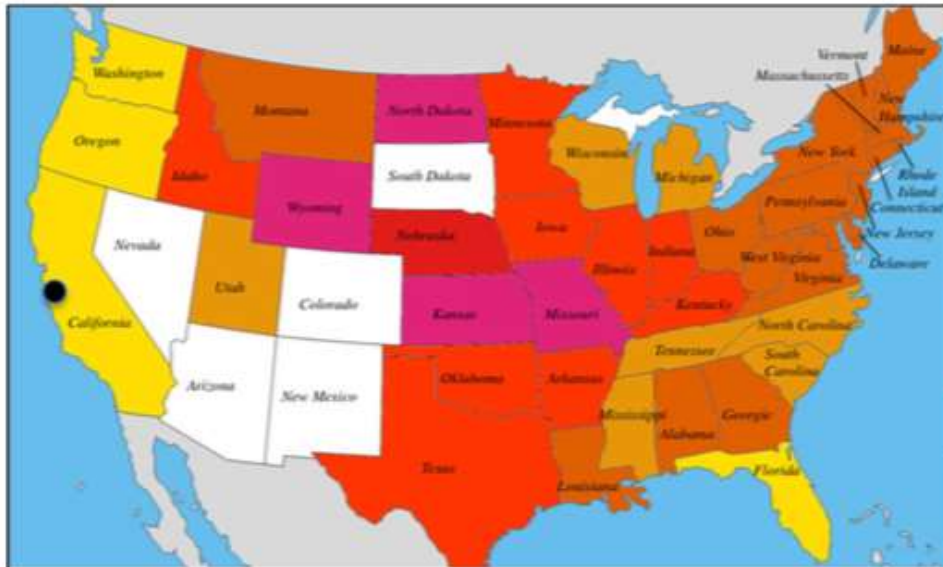 Washington
Oregon
California
Nevada
Idaho
Montana
Wyoming
Utah
Arizona
Colorado
New Mexico
North Dakota
South Dakota
Nebraska
Kansas
Oklahoma
Texas
Minnesota
Iowa
Missouri
Arkansas
Louisiana
Wisconsin
Illinois
Michigan
Indiana
Kentucky
Tennessee
Mississippi
Alabama
Georgia
Florida
Ohio
West Virginia
Virginia
North Carolina
South
Carolina
Pennsylvania
New York
Vermont
Massachusetts
Maine
New
Hampshire
Rhode
Island
Connecticut
New Jersey
Delaware